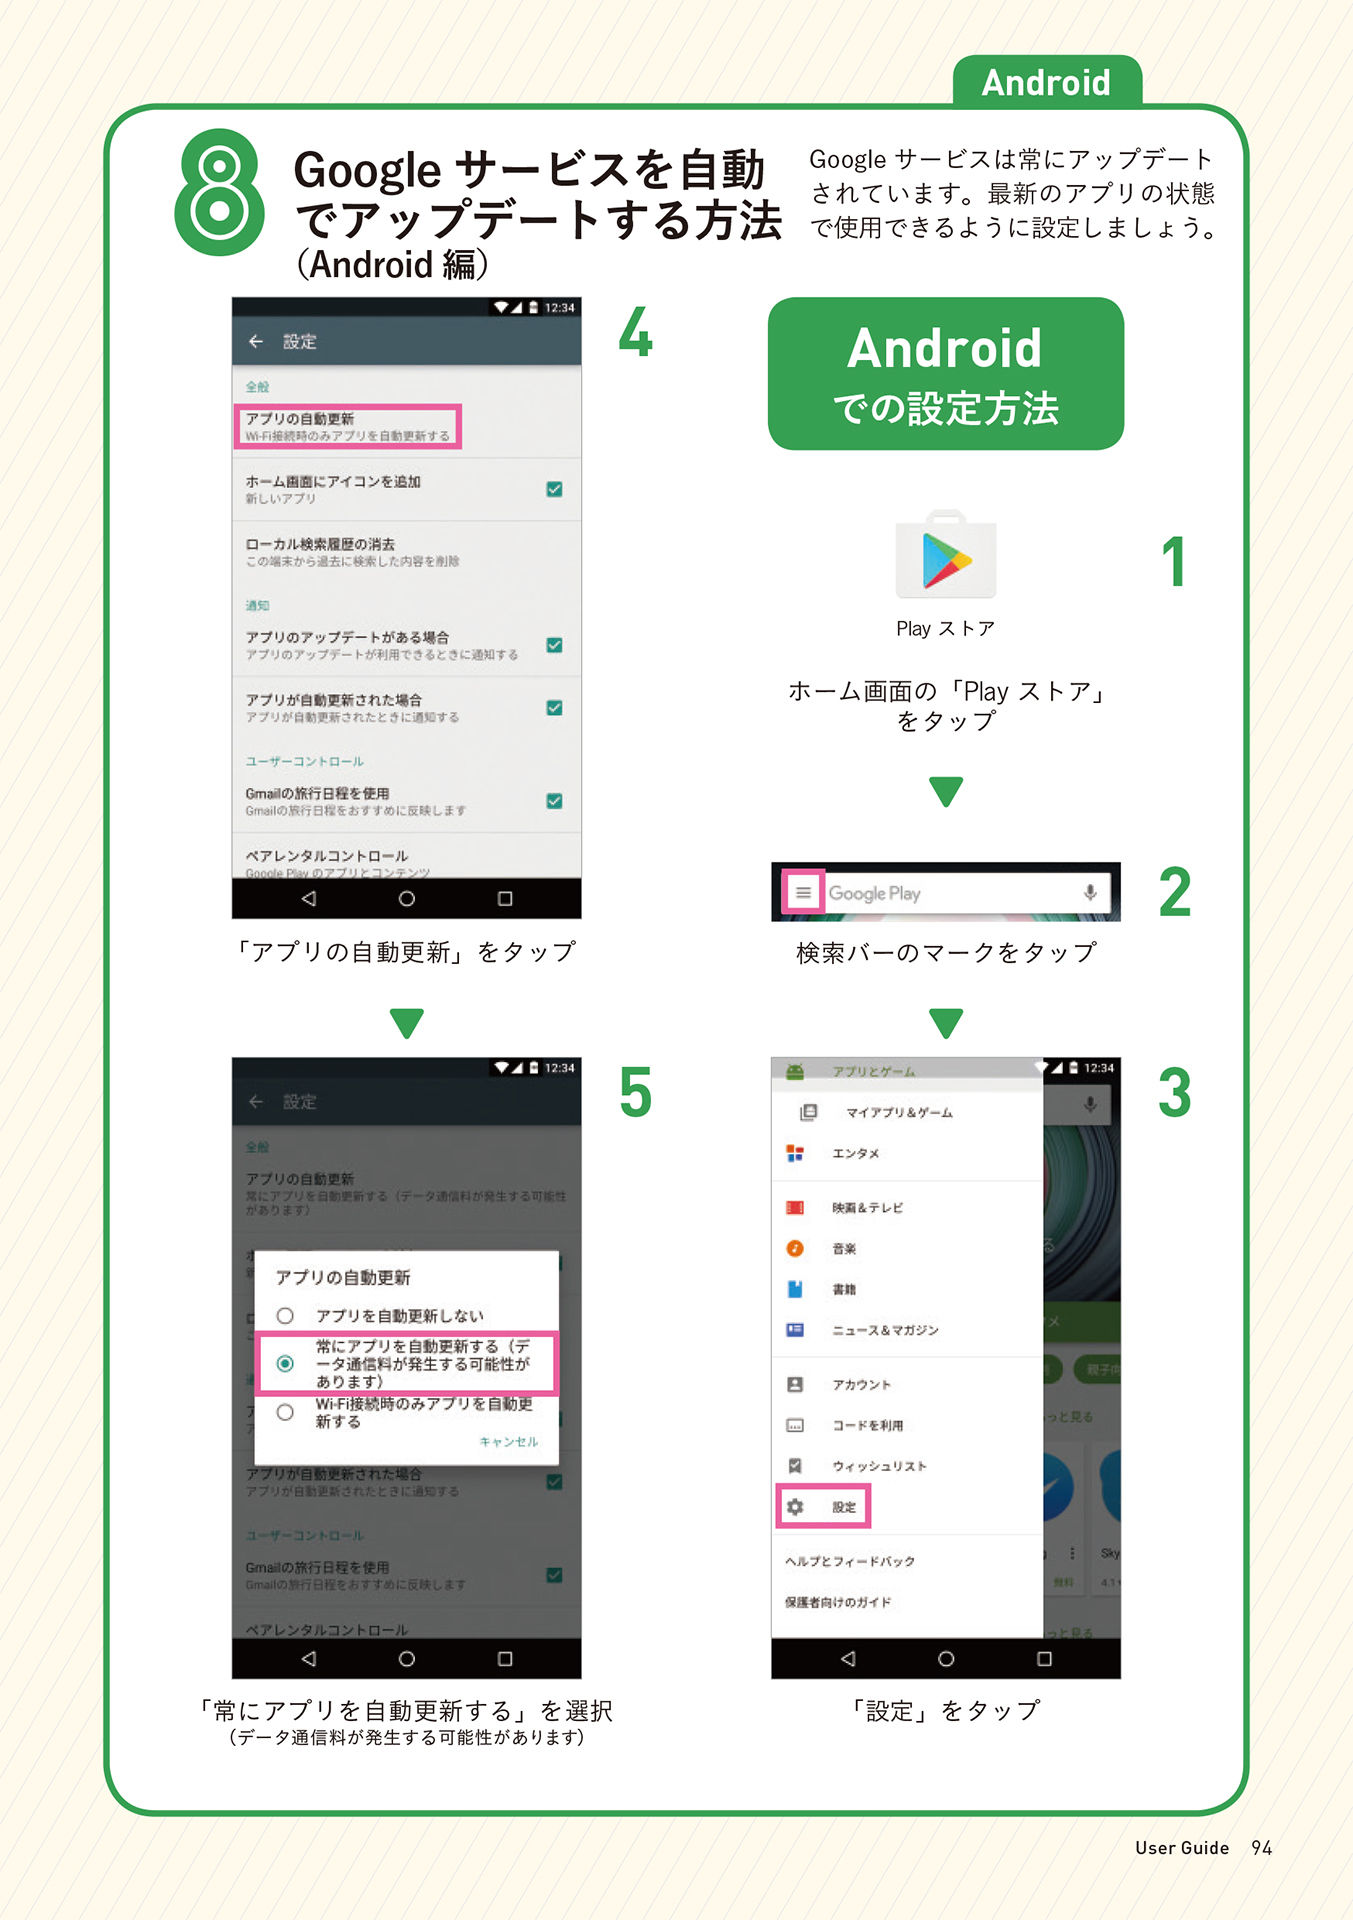 Android
8
Google サービスを自動
でアップデートする方法
(Android 編)
Google サービスは常にアップデート
されています。最新のアプリの状態
で使用できるように設定しましょう。
Android
での設定方法
1
Play ストア
ホーム画面の「Play ストア」
をタップ
2
Google Play
検索バーのマークをタップ
3
12:34
アプリとゲーム
マイアプリ＆ゲーム
エンタメ
映画＆テレビ
音楽
書籍
ニュース＆マガジン
アカウント
コードを利用
ウィッシュリスト
設定
ヘルプとフィードバック
保護者向けのガイド
る
メ
親子向
っと見る
無料
Sky
4.1
っと見る
「設定」をタップ
4
12:34
設定
全般
アプリの自動更新
Wi-Fi接続時のみアプリを自動更新する
ホーム画面にアイコンを追加
新しいアプリ
ローカル検索履歴の消去
この端末から過去に検索した内容を削除
通知
アプリのアップデートがある場合
アプリのアップデートが利用できるときに通知する
アプリが自動更新された場合
アプリが自動更新されたときに通知する
ユーザーコントロール
Gmailの旅行日程を使用
Gmailの旅行日程をおすすめに反映します
ペアレンタルコントロール
Google Play のアプリとコンテンツ
「アプリの自動更新」をタップ
5
12:34
設定
全般
アプリの自動更新
常にアプリを自動更新する（データ通信料が発生する可能性
があります）
アプリの自動更新
アプリを自動更新しない
常にアプリを自動更新する（デ
ータ通信料が発生する可能性が
あります）
Wi-Fi接続時のみアプリを自動更
新する
キャンセル
アプリが自動更新された場合
アプリが自動更新されたときに通知する
ユーザーコントロール
Gmailの旅行日程を使用
Gmailの旅行日程をおすすめに反映します
ペアレンタルコントロール
「常にアプリを自動更新する」を選択
（データ通信料が発生する可能性があります）
User Guide 94